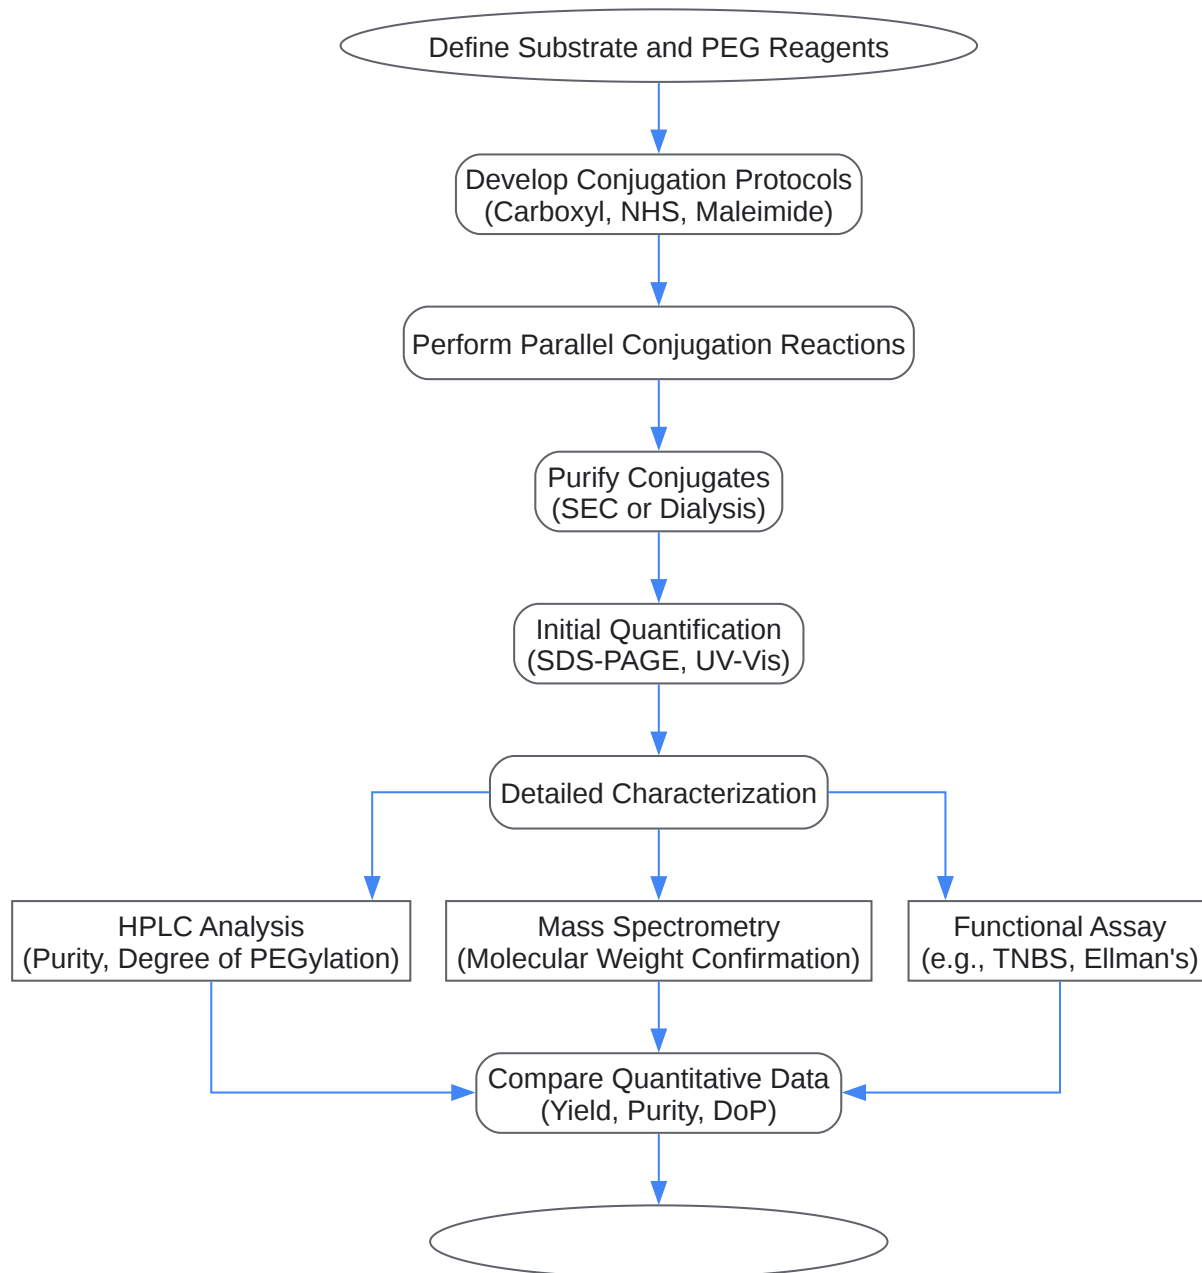 Define Substrate and PEG Reagents
Develop Conjugation Protocols
(Carboxyl, NHS, Maleimide)
Perform Parallel Conjugation Reactions
Purify Conjugates
(SEC or Dialysis)
Initial Quantification
(SDS-PAGE, UV-Vis)
Detailed Characterization
HPLC Analysis
(Purity, Degree of PEGylation)
Mass Spectrometry
(Molecular Weight Confirmation)
Functional Assay
(e.g., TNBS, Ellman's)
Compare Quantitative Data
(Yield, Purity, DoP)